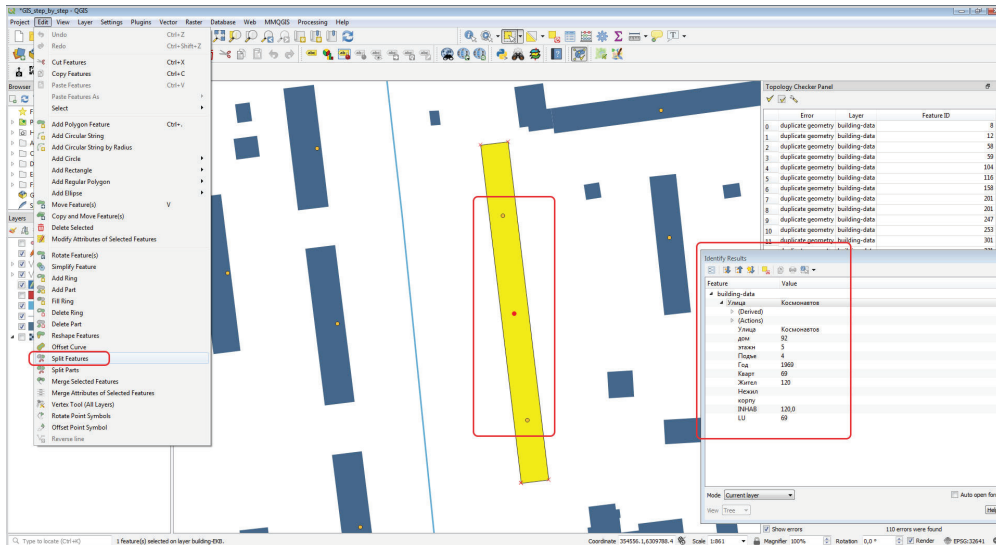 *GIS_step_by_step - QGIS
Project Edit View Layer Settings Plugins Vector Raster Database Web MMQGIS Processing Help
Undo Ctrl+Z
Redo Ctrl+Shift+Z
Cut Features Ctrl+X
Copy Features Ctrl+C
Paste Features Ctrl+V
Paste Features As
Select
Add Polygon Feature Ctrl+.
Add Circular String
Add Circular String by Radius
Add Circle
Add Rectangle
Add Regular Polygon
Add Ellipse
Move Feature(s) V
Copy and Move Feature(s)
Delete Selected
Modify Attributes of Selected Features
Rotate Feature(s)
Simplify Feature
Add Ring
Add Part
Fill Ring
Delete Ring
Delete Part
Reshape Features
Offset Curve
Split Features
Split Parts
Merge Selected Features
Merge Attributes of Selected Features
Vertex Tool (All Layers)
Rotate Point Symbols
Offset Point Symbol
Reverse line
Browser
Layers
Topology Checker Panel
Error Layer Feature ID
0 duplicate geometry building-data 8
1 duplicate geometry building-data 12
2 duplicate geometry building-data 58
3 duplicate geometry building-data 59
4 duplicate geometry building-data 104
5 duplicate geometry building-data 116
6 duplicate geometry building-data 158
7 duplicate geometry building-data 201
8 duplicate geometry building-data 201
9 duplicate geometry building-data 247
10 duplicate geometry building-data 253
11 duplicate geometry building-data 301
Identify Results
Feature Value
building-data
Улица Космонавтов
(Derived)
(Actions)
Улица Космонавтов
дом 92
этажн 5
Подъе 4
Год 1969
Кварт 69
Жител 120
Нежил
корпу
INHAB 120,0
LU 69
Mode Current layer Auto open for
View Tree Help
Show errors 110 errors were found
Type to locate (Ctrl+K) 1 feature(s) selected on layer building-EKB. Coordinate 354556.1,6309788.4 Scale 1:861 Magnifier 100% Rotation 0,0 ° Render EPSG:32641